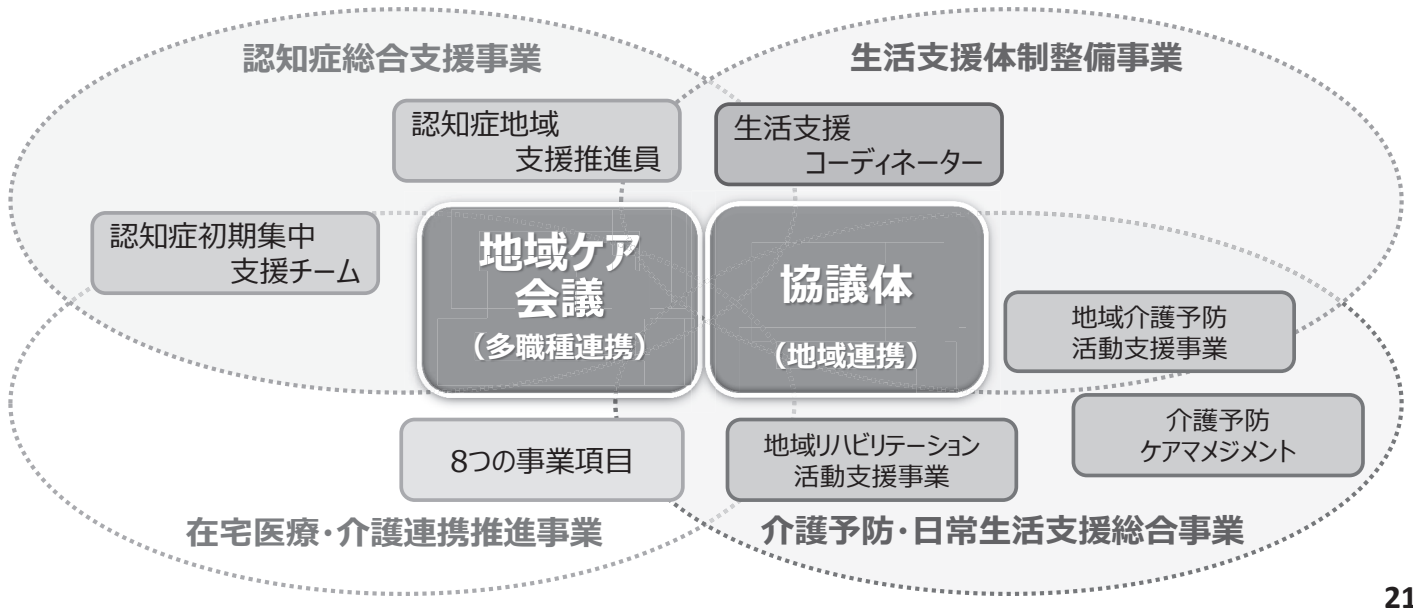 認知症総合支援事業
生活支援体制整備事業
認知症地域
支援推進員
生活支援
コーディネーター
認知症初期集中
支援チーム
地域ケア
会議
（多職種連携）
協議体
（地域連携）
地域介護予防
活動支援事業
介護予防
ケアマメジメント
8つの事業項目
地域リハビリテーション
活動支援事業
在宅医療・介護連携推進事業
介護予防・日常生活支援総合事業
21